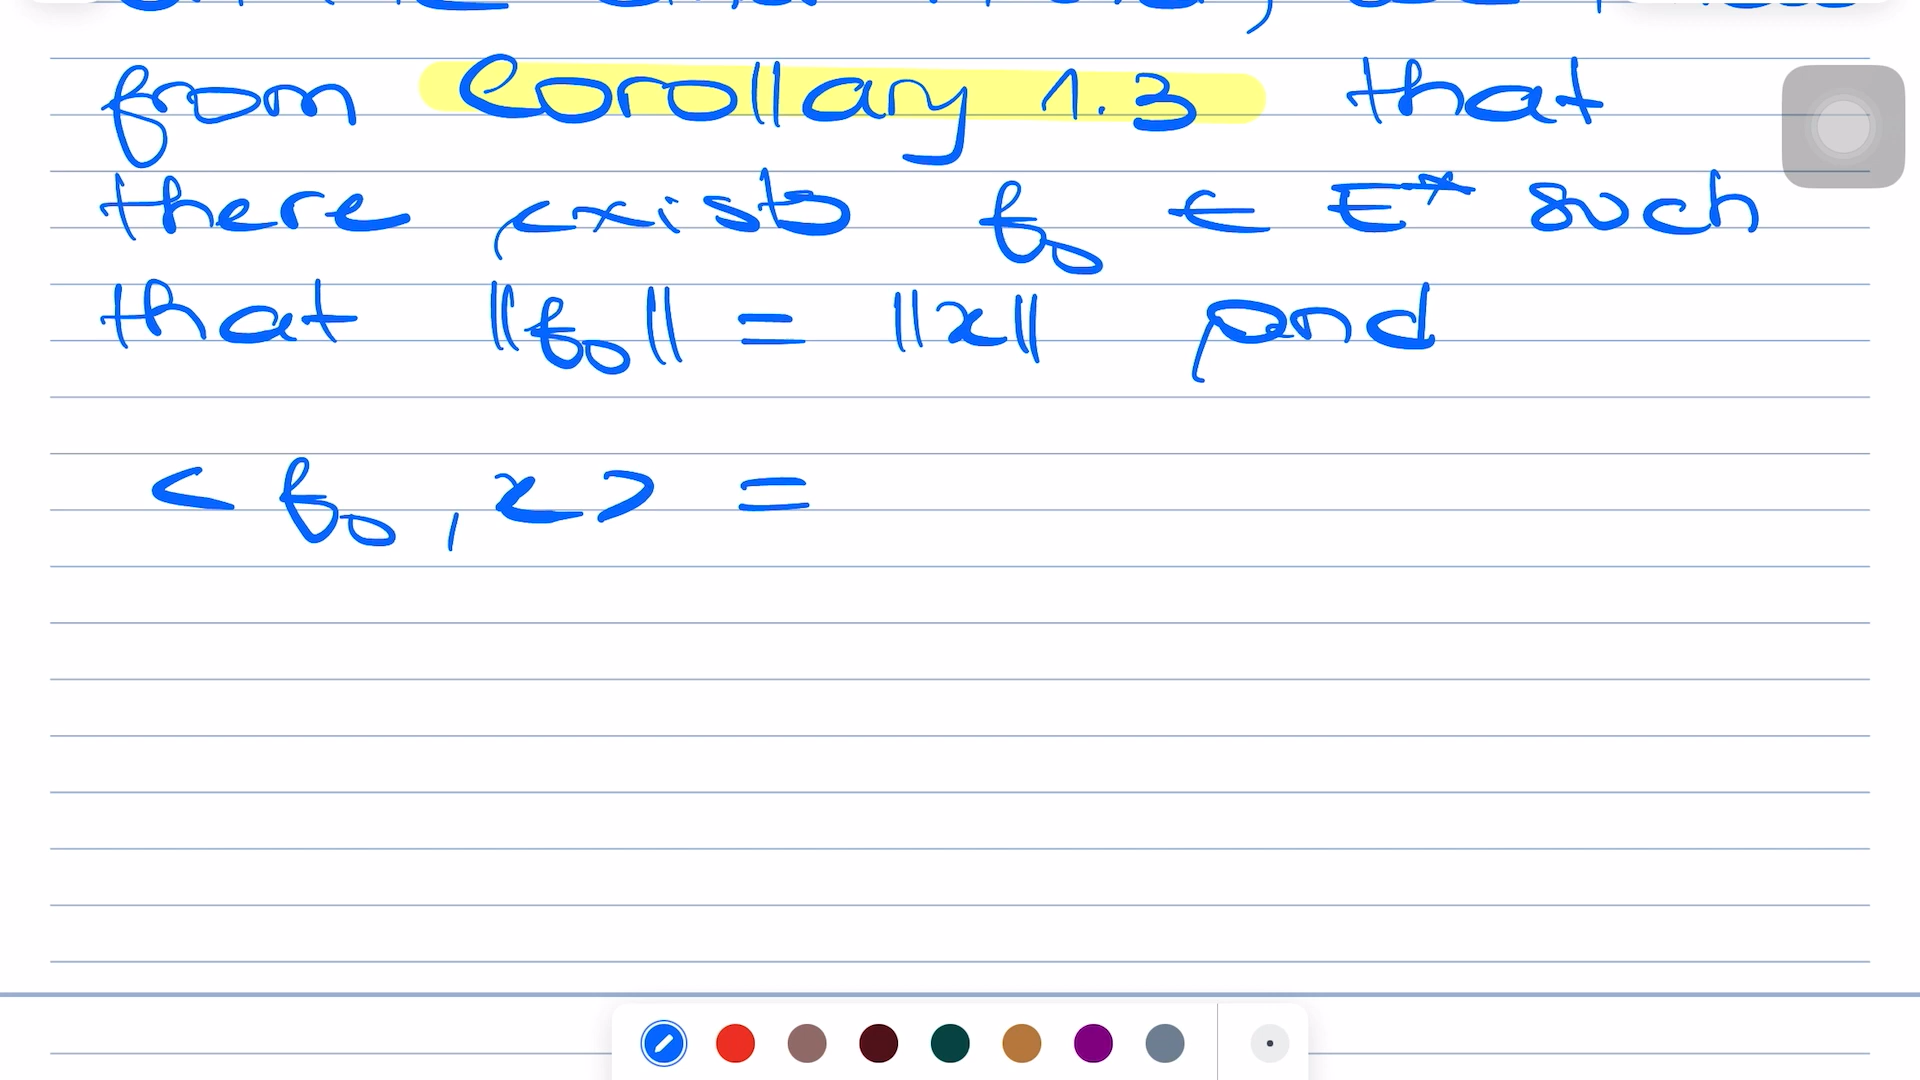 from Corollary 1.3 that
there exists f₀ ∈ E* such
that ||f₀|| = ||x|| and
< f₀, x > =